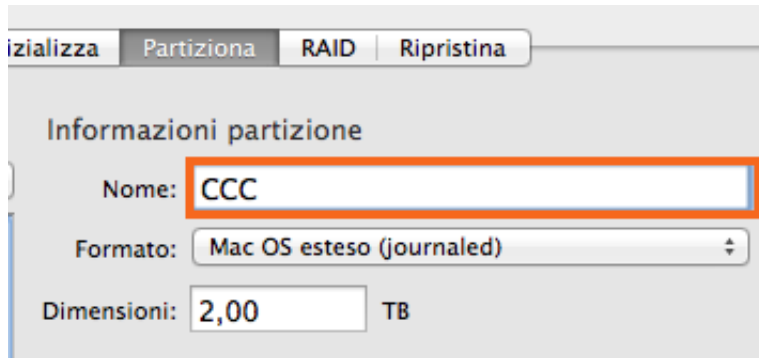 izializza Partiziona RAID Ripristina
Informazioni partizione
Nome: CCC
Formato: Mac OS esteso (journaled)
Dimensioni: 2,00 TB